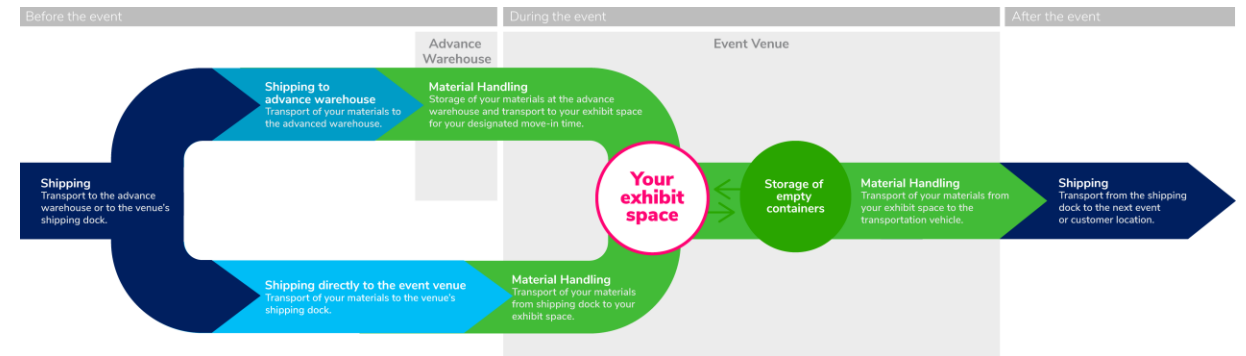 Before the event
During the event
After the event
Advance
Warehouse
Event Venue
Shipping
Transport to the advance
warehouse or to the venue's
shipping dock.
Shipping to
advance warehouse
Transport of your materials to
the advanced warehouse.
Material Handling
Storage of your materials at the advance
warehouse and transport to your exhibit space
for your designated move-in time.
Shipping directly to the event venue
Transport of your materials to the venue's
shipping dock.
Material Handling
Transport of your materials
from shipping dock to your
exhibit space.
Your
exhibit
space
Storage of
empty
containers
Material Handling
Transport of your materials from
your exhibit space to the
transportation vehicle.
Shipping
Transport from the shipping
dock to the next event
or customer location.